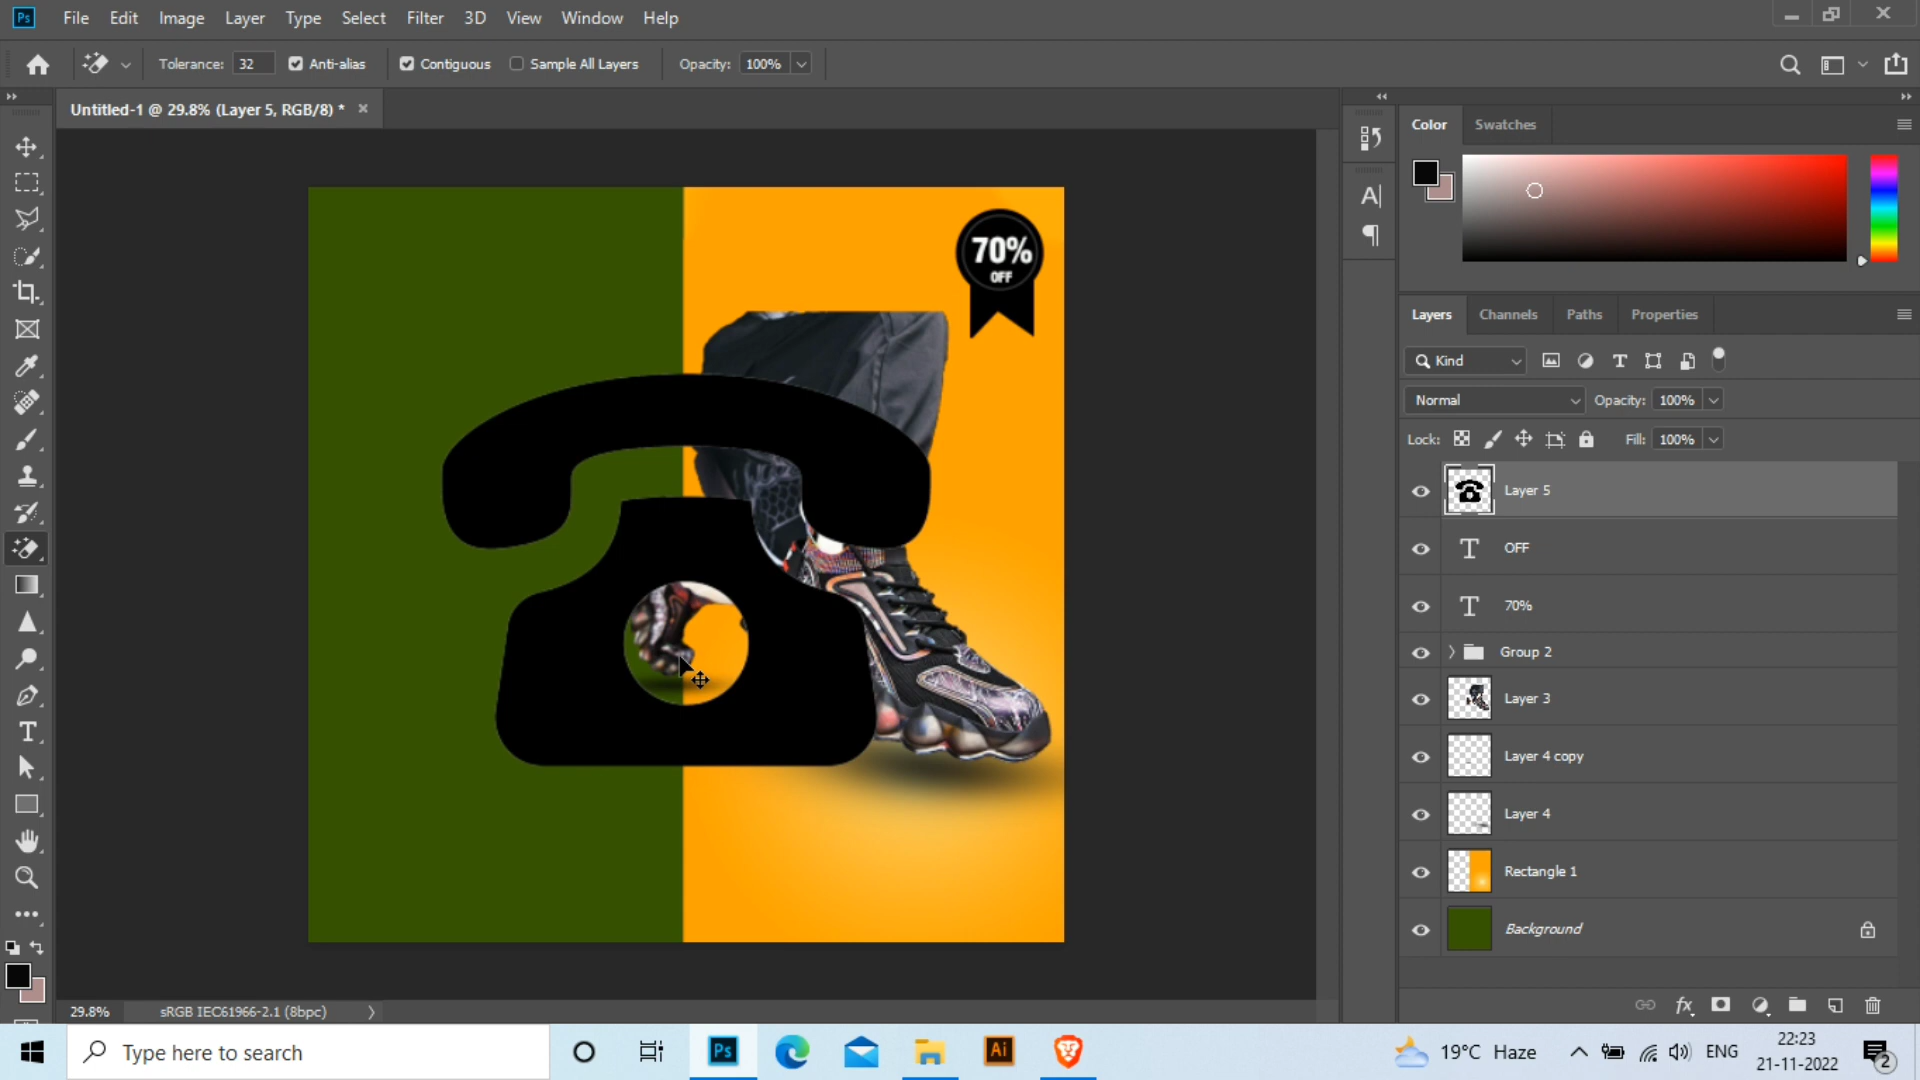 Ps File Edit Image Layer Type Select Filter 3D View Window Help
Tolerance: 32 Anti-alias Contiguous Sample All Layers Opacity: 100%
Untitled-1 @ 29.8% (Layer 5, RGB/8) *
Color Swatches
70%
OFF
Layers Channels Paths Properties
Kind
Normal Opacity: 100%
Lock: Fill: 100%
Layer 5
OFF
70%
Group 2
Layer 3
Layer 4 copy
Layer 4
Rectangle 1
Background
29.8% sRGB IEC61966-2.1 (8bpc)
Type here to search
Ps
Ai
19°C Haze
ENG
22:23
21-11-2022
2